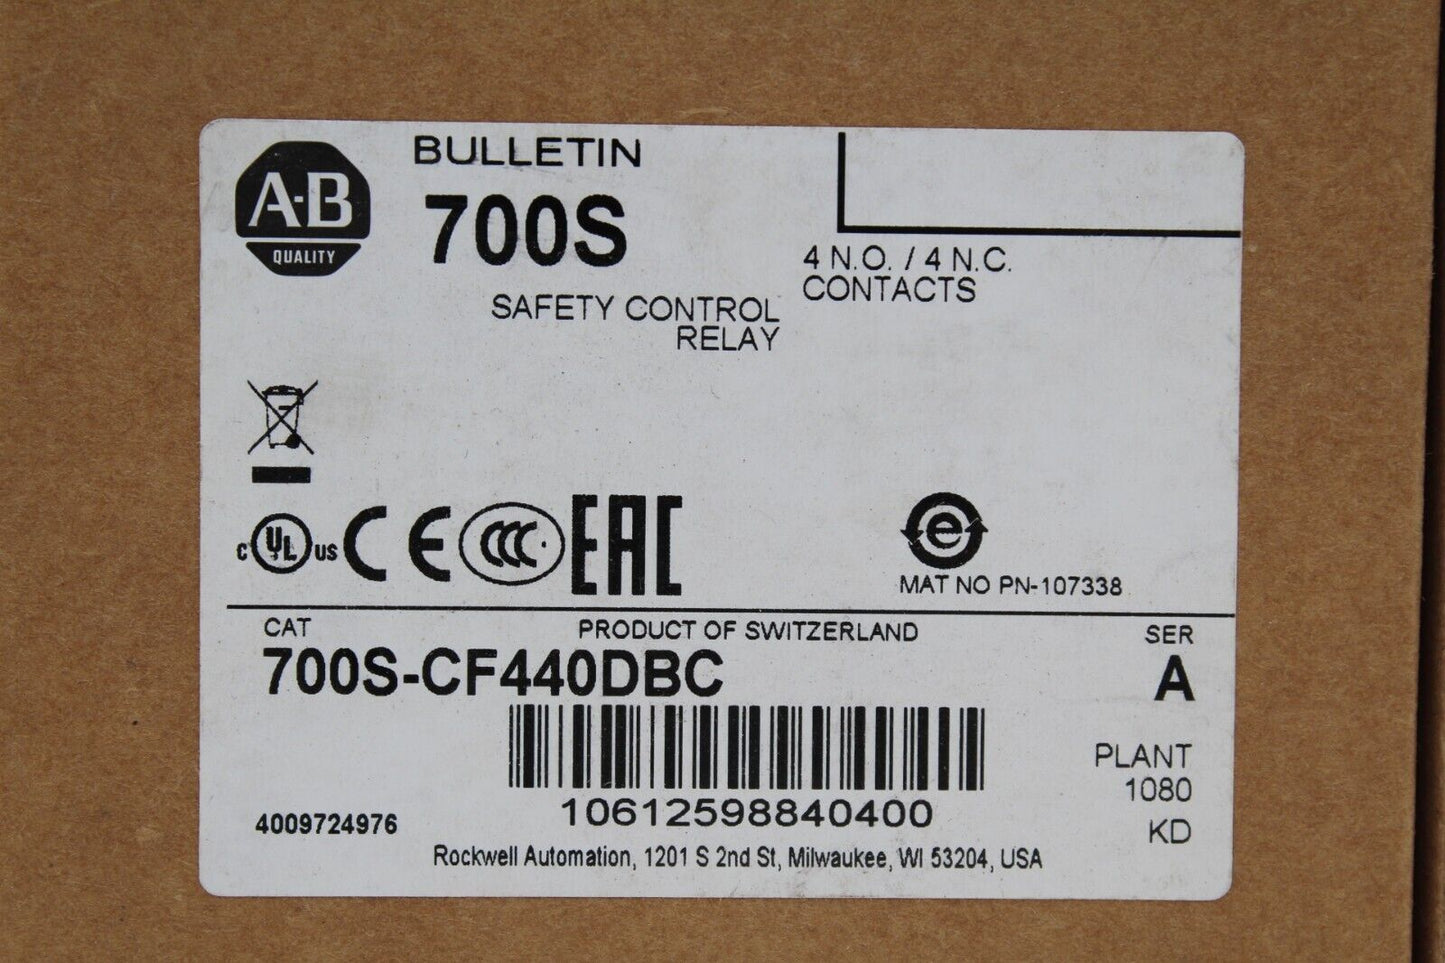 A-B
QUALITY
BULLETIN
700S
SAFETY CONTROL
RELAY
4 N.O. / 4 N.C.
CONTACTS
C UL US CE CCC EAC
e
MAT NO PN-107338
CAT
PRODUCT OF SWITZERLAND
SER
700S-CF440DBC
A
PLANT
1080
KD
10612598840400
4009724976
Rockwell Automation, 1201 S 2nd St, Milwaukee, WI 53204, USA